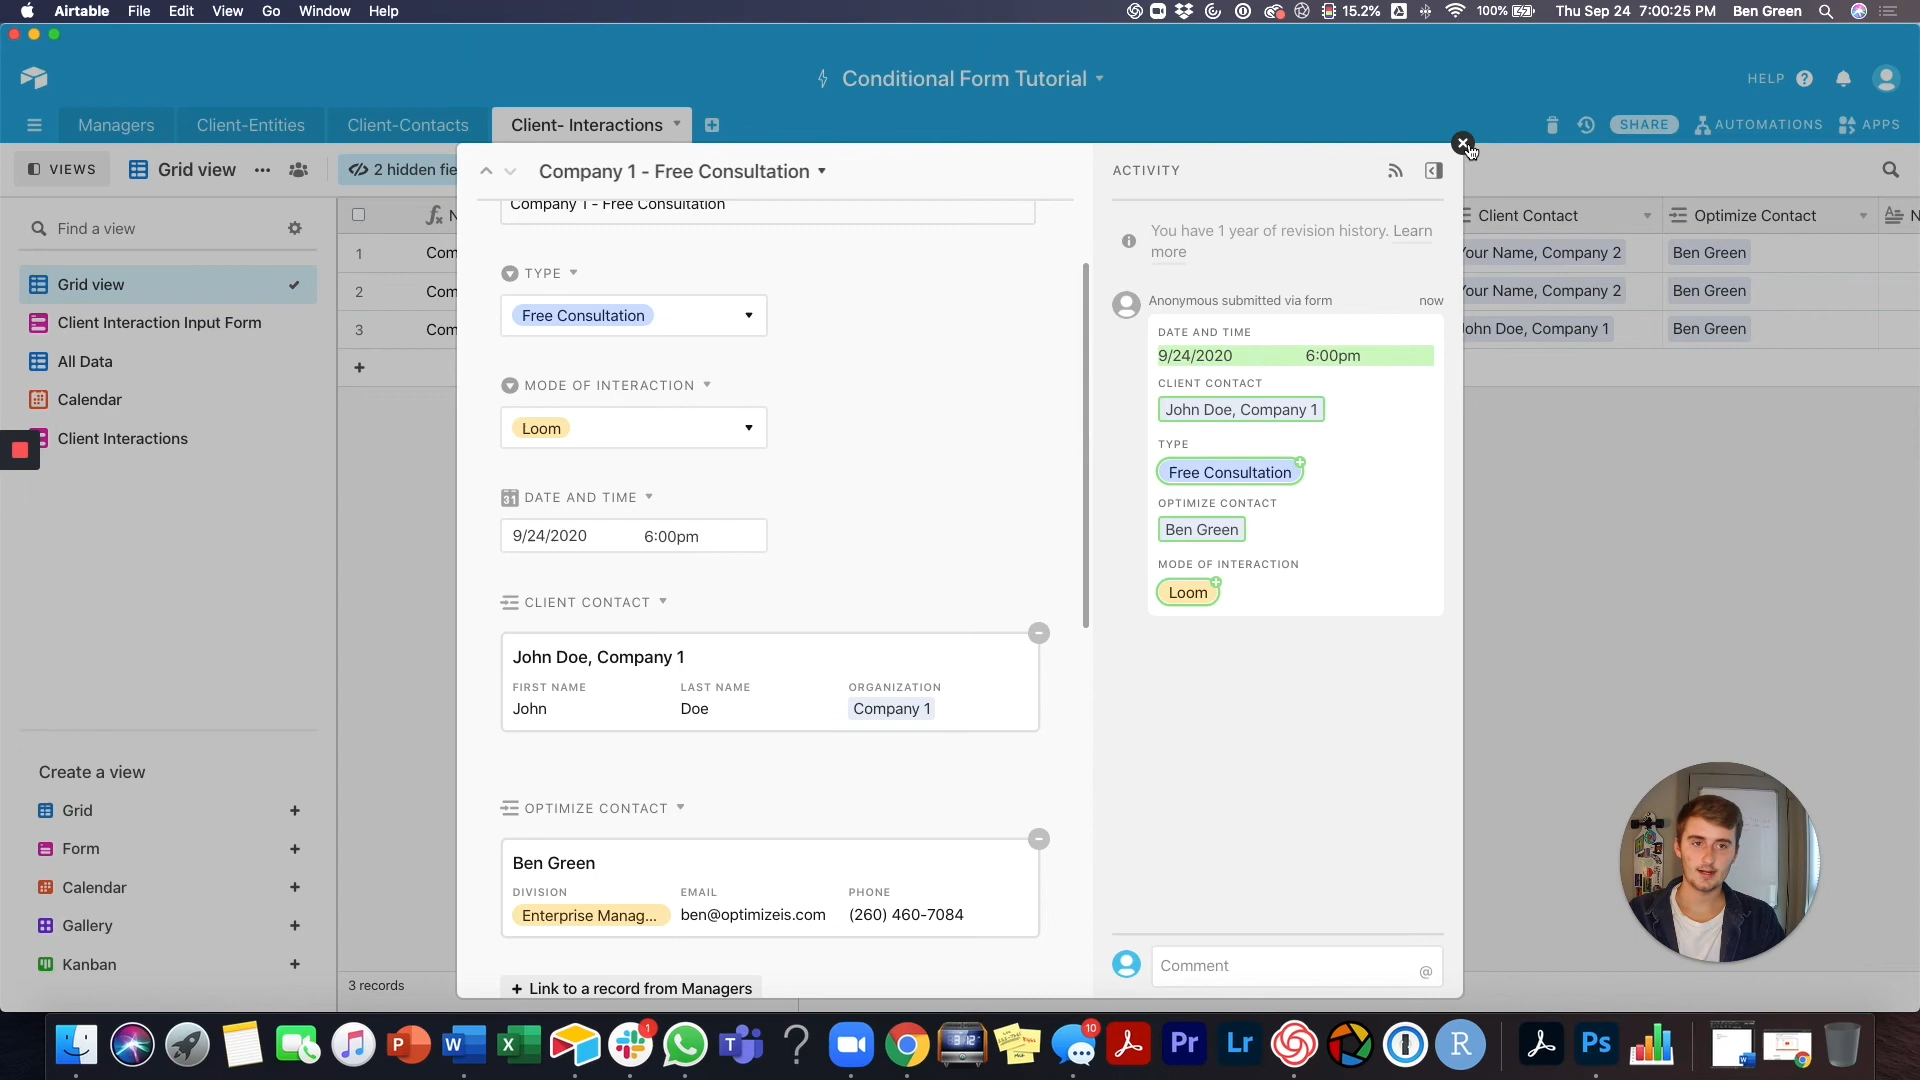 Airtable File Edit View Go Window Help
15.2% 100% Thu Sep 24 7:00:25 PM Ben Green
Conditional Form Tutorial
HELP
Managers Client-Entities Client-Contacts Client- Interactions
SHARE AUTOMATIONS APPS
VIEWS Grid view 2 hidden fie
Find a view
Grid view
Client Interaction Input Form
All Data
Calendar
Client Interactions
Create a view
Grid
Form
Calendar
Gallery
Kanban
N
1 Com
2 Com
3 Com
3 records
Company 1 - Free Consultation
Company 1 - Free Consultation
TYPE
Free Consultation
MODE OF INTERACTION
Loom
31 DATE AND TIME
9/24/2020 6:00pm
CLIENT CONTACT
John Doe, Company 1
FIRST NAME LAST NAME ORGANIZATION
John Doe Company 1
OPTIMIZE CONTACT
Ben Green
DIVISION EMAIL PHONE
Enterprise Manag... ben@optimizeis.com (260) 460-7084
+ Link to a record from Managers
ACTIVITY
You have 1 year of revision history. Learn
more
Anonymous submitted via form now
DATE AND TIME
9/24/2020 6:00pm
CLIENT CONTACT
John Doe, Company 1
TYPE
Free Consultation
OPTIMIZE CONTACT
Ben Green
MODE OF INTERACTION
Loom
Comment @
Client Contact Optimize Contact N
Your Name, Company 2 Ben Green
Your Name, Company 2 Ben Green
John Doe, Company 1 Ben Green
P W X 1 10 Pr Lr R Ps